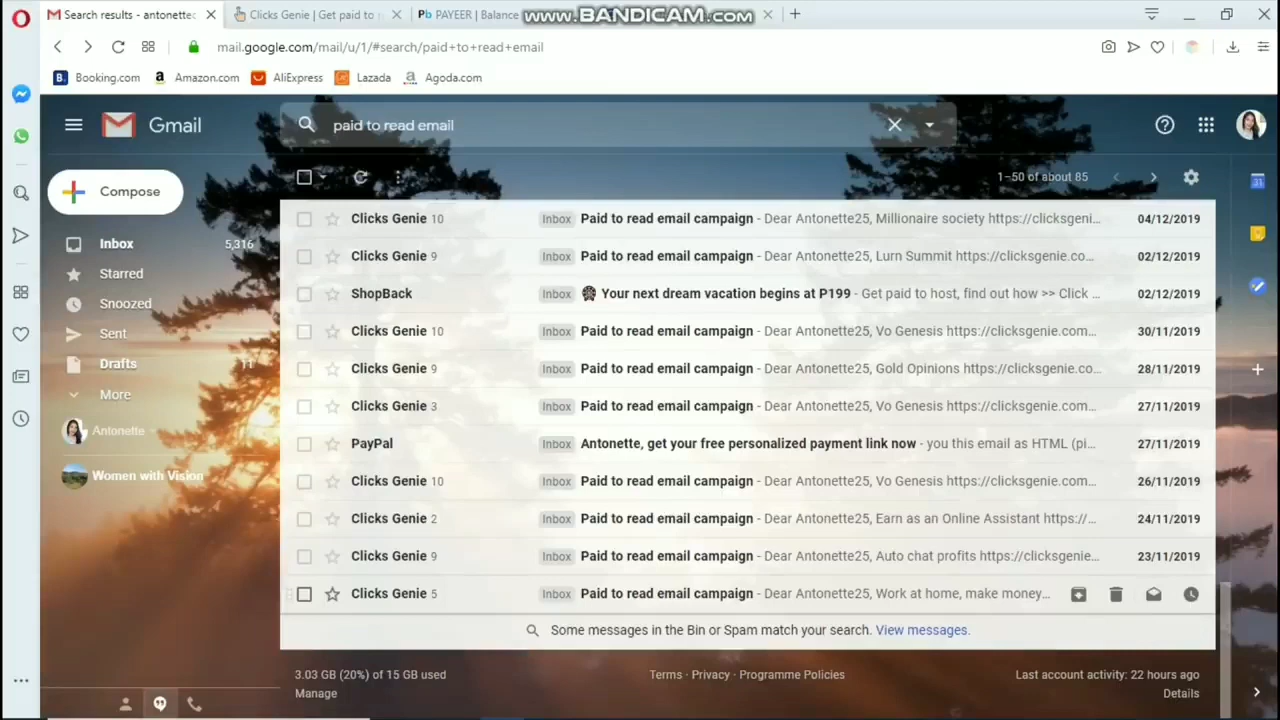 Search results - antonettec
Clicks Genie | Get paid to r
PAYEER | Balance
www.BANDICAM.com
mail.google.com/mail/u/1/#search/paid+to+read+email
Booking.com
Amazon.com
AliExpress
Lazada
Agoda.com
Gmail
paid to read email
Compose
1–50 of about 85
Inbox 5,316
Starred
Snoozed
Sent
Drafts 11
More
Antonette
Women with Vision
Clicks Genie 10 Inbox Paid to read email campaign - Dear Antonette25, Millionaire society https://clicksgeni... 04/12/2019
Clicks Genie 9 Inbox Paid to read email campaign - Dear Antonette25, Lurn Summit https://clicksgenie.co... 02/12/2019
ShopBack Inbox Your next dream vacation begins at P199 - Get paid to host, find out how >> Click ... 02/12/2019
Clicks Genie 10 Inbox Paid to read email campaign - Dear Antonette25, Vo Genesis https://clicksgenie.com... 30/11/2019
Clicks Genie 9 Inbox Paid to read email campaign - Dear Antonette25, Gold Opinions https://clicksgenie.co... 28/11/2019
Clicks Genie 3 Inbox Paid to read email campaign - Dear Antonette25, Vo Genesis https://clicksgenie.com... 27/11/2019
PayPal Inbox Antonette, get your free personalized payment link now - you this email as HTML (pi... 27/11/2019
Clicks Genie 10 Inbox Paid to read email campaign - Dear Antonette25, Vo Genesis https://clicksgenie.com... 26/11/2019
Clicks Genie 2 Inbox Paid to read email campaign - Dear Antonette25, Earn as an Online Assistant https://... 24/11/2019
Clicks Genie 9 Inbox Paid to read email campaign - Dear Antonette25, Auto chat profits https://clicksgenie... 23/11/2019
Clicks Genie 5 Inbox Paid to read email campaign - Dear Antonette25, Work at home, make money...
Some messages in the Bin or Spam match your search. View messages.
3.03 GB (20%) of 15 GB used
Manage
Terms · Privacy · Programme Policies
Last account activity: 22 hours ago
Details